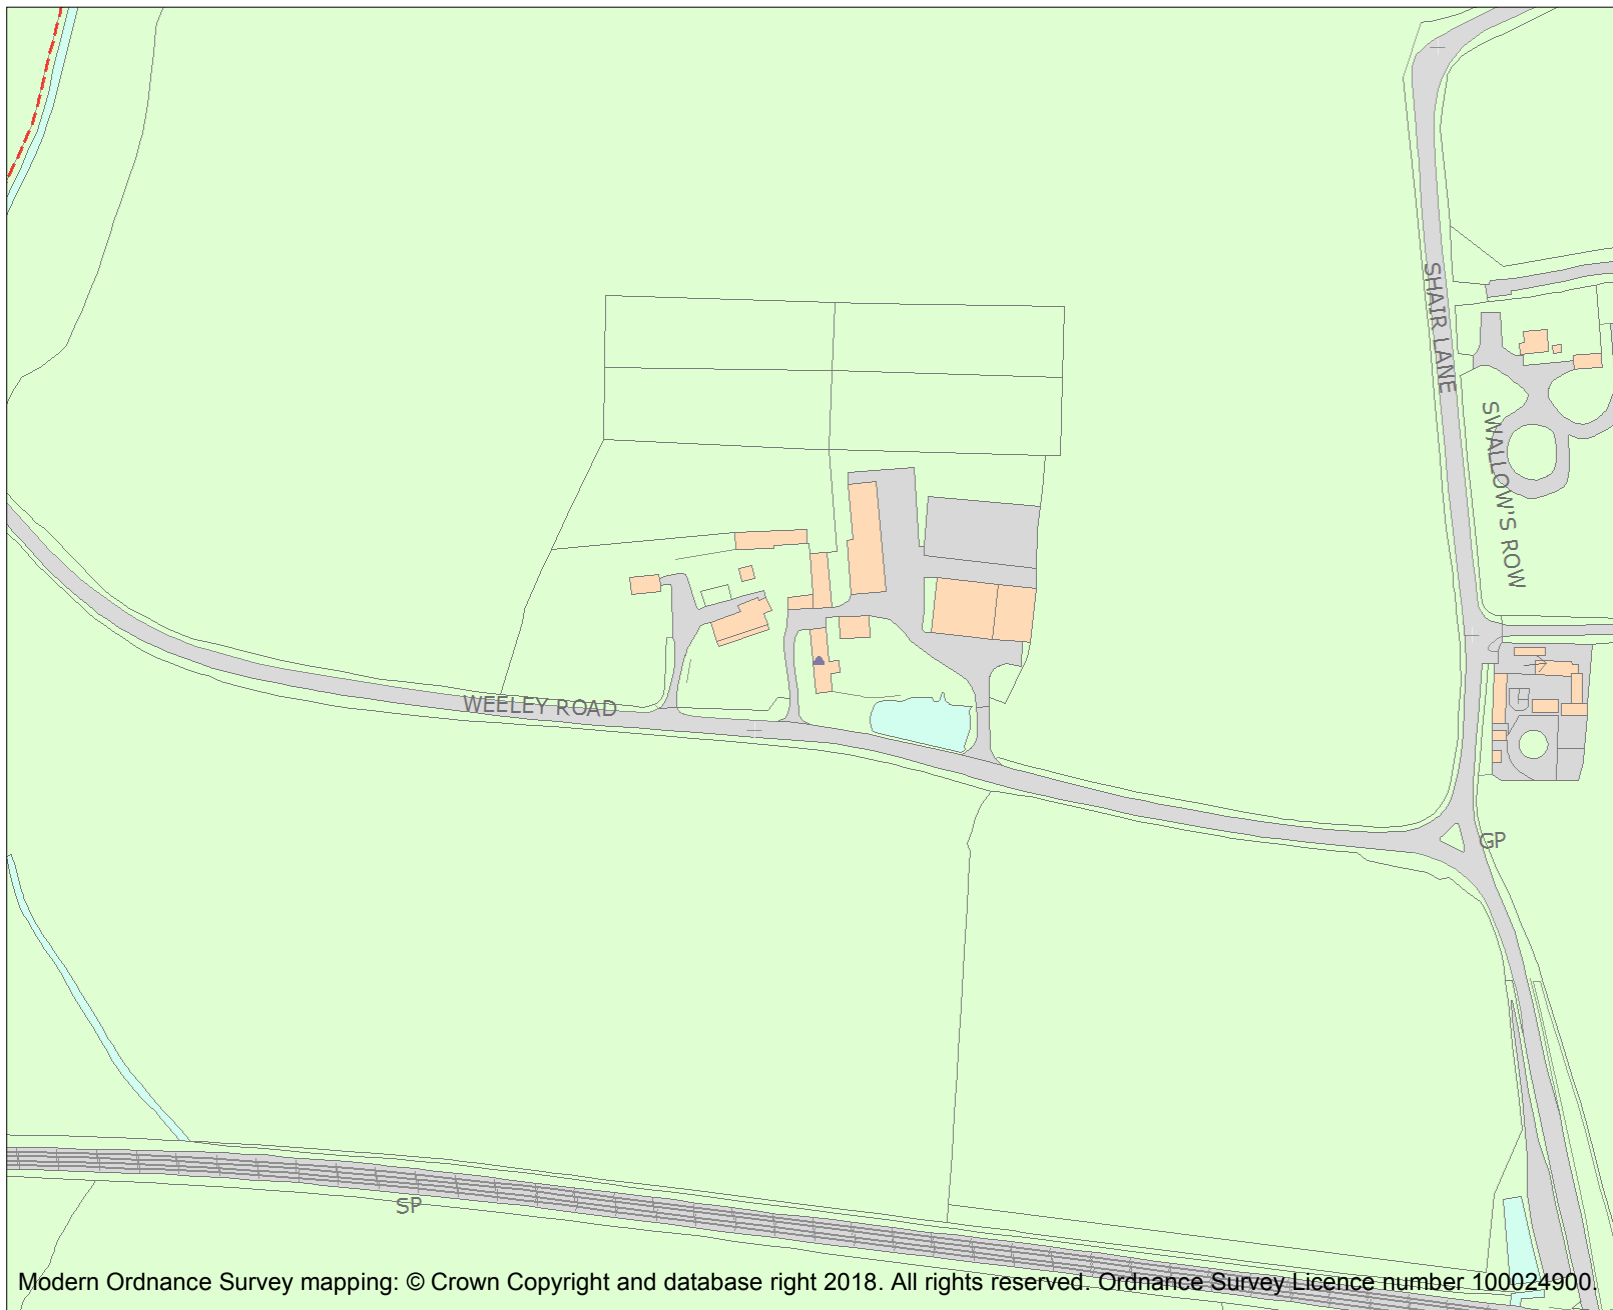 SHAIR LANE
SWALLOW'S ROW
WEELEY ROAD
GP
SP
Modern Ordnance Survey mapping: © Crown Copyright and database right 2018. All rights reserved. Ordnance Survey Licence number 100024900.